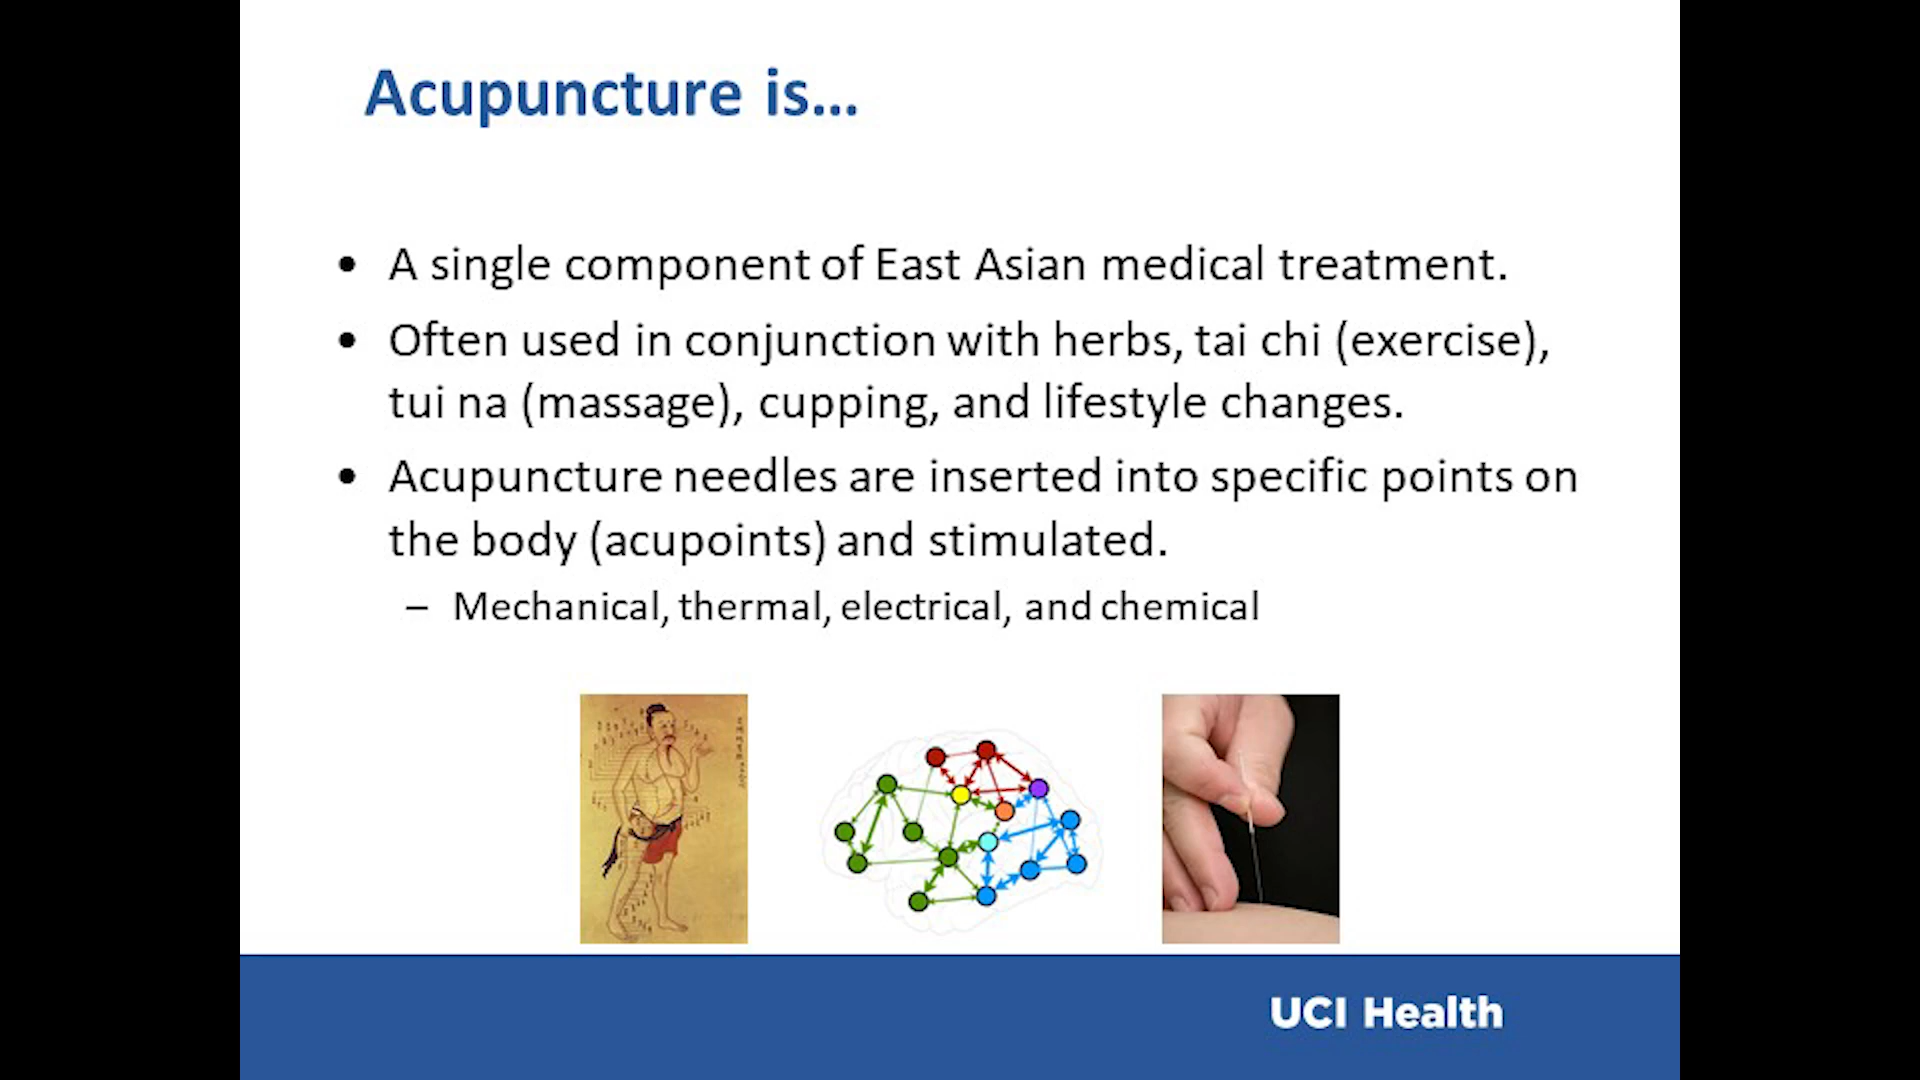 Acupuncture is...
• A single component of East Asian medical treatment.
• Often used in conjunction with herbs, tai chi (exercise),
tui na (massage), cupping, and lifestyle changes.
• Acupuncture needles are inserted into specific points on
the body (acupoints) and stimulated.
– Mechanical, thermal, electrical, and chemical
UCI Health